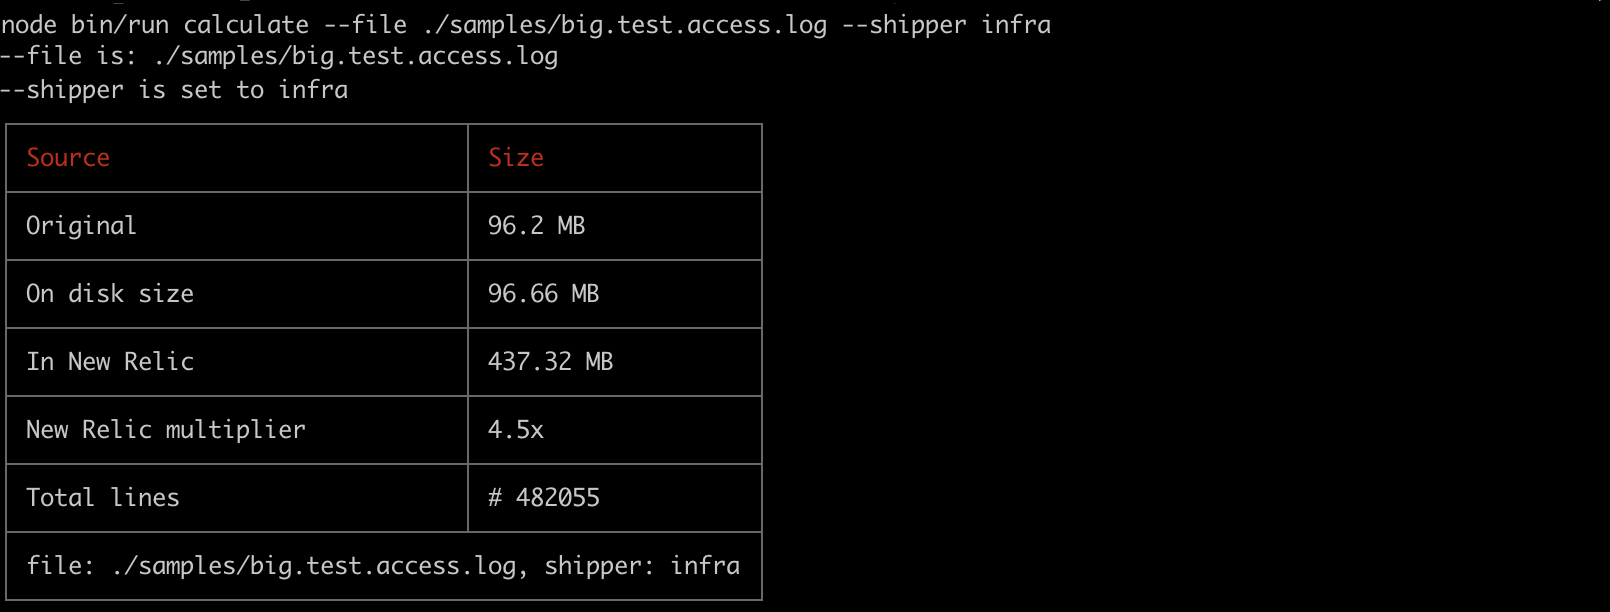 node bin/run calculate --file ./samples/big.test.access.log --shipper infra
--file is: ./samples/big.test.access.log
--shipper is set to infra
Source Size
Original 96.2 MB
On disk size 96.66 MB
In New Relic 437.32 MB
New Relic multiplier 4.5x
Total lines # 482055
file: ./samples/big.test.access.log, shipper: infra